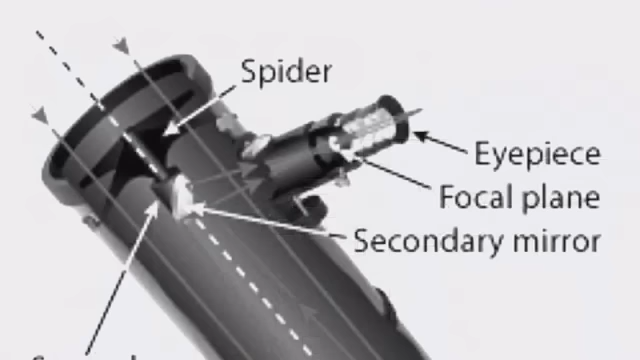 Spider
Eyepiece
Focal plane
Secondary mirror